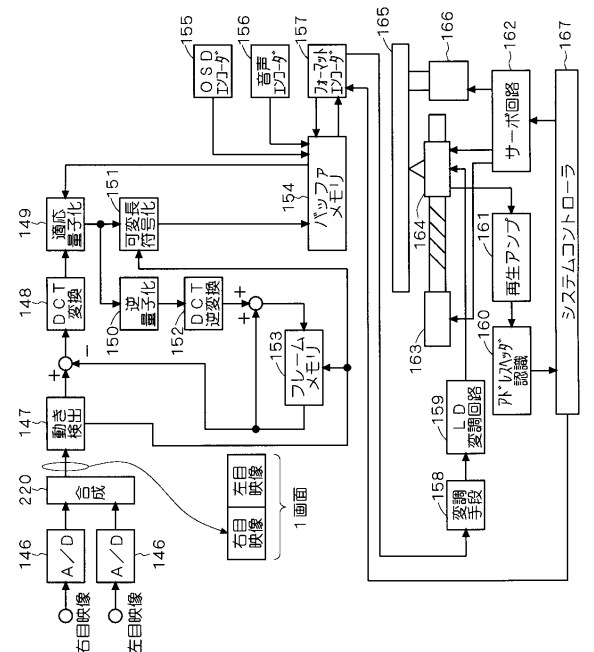 右目映像
左目映像
146
A/D
146
A/D
220
合成
147
動き
検出
右目
映像
左目
映像
1画面
+
−
148
DCT
変換
149
適応
量子化
150
逆量子化
151
可変長
符号化
152
DCT
逆変換
+
+
153
フレーム
メモリ
154
バッファ
メモリ
155
OSD
エンコーダ
156
音声
エンコーダ
157
フォーマット
エンコーダ
158
変調
手段
159
LD
変調回路
160
アドレスヘッダ
認識
161
再生アンプ
162
サーボ回路
163
164
165
166
167
システムコントローラ